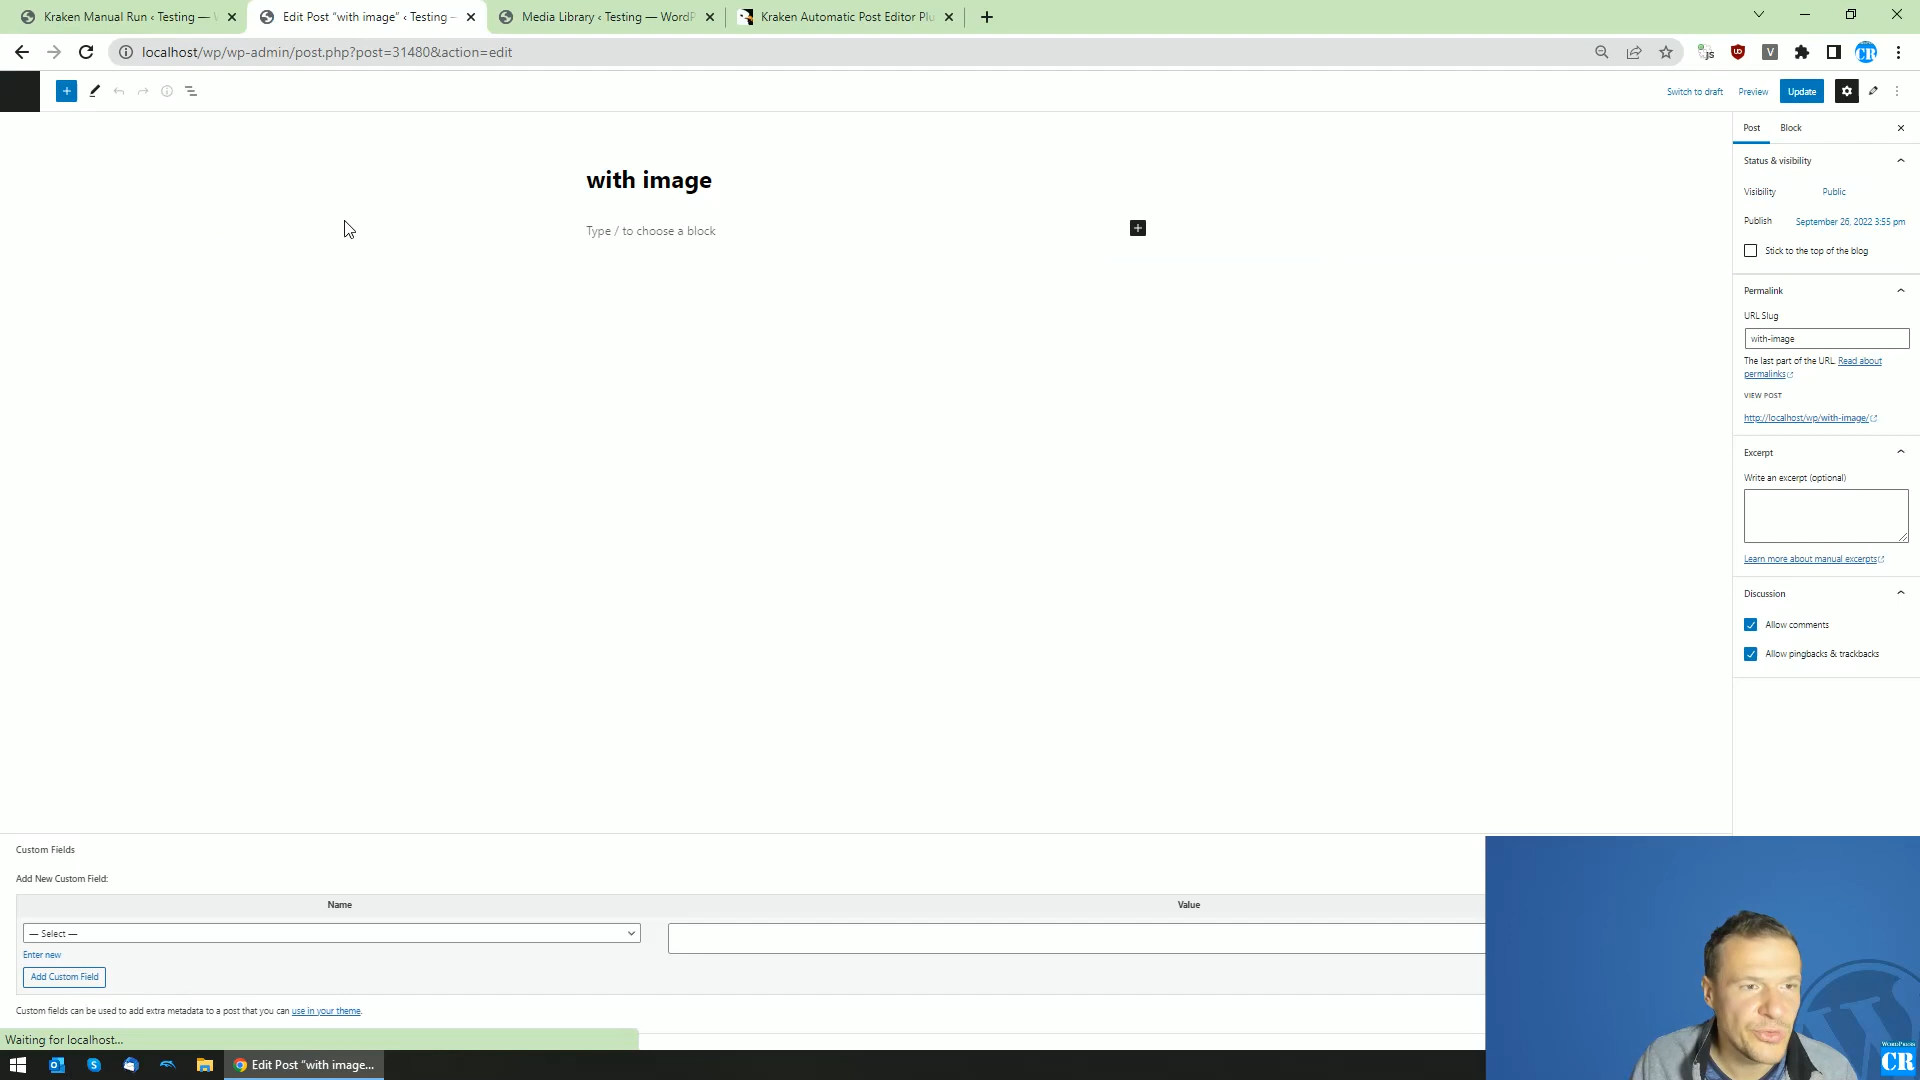 Kraken Manual Run ‹ Testing —
Edit Post “with image” ‹ Testing —
Media Library ‹ Testing — WordP
Kraken Automatic Post Editor Plu
localhost/wp/wp-admin/post.php?post=31480&action=edit
JS
V
CR
Switch to draft
Preview
Update
Post
Block
with image
Type / to choose a block
Status & visibility
Visibility
Public
Publish
September 26, 2022 3:55 pm
Stick to the top of the blog
Permalink
URL Slug
with-image
The last part of the URL. Read about
permalinks
VIEW POST
http://localhost/wp/with-image/
Excerpt
Write an excerpt (optional)
Learn more about manual excerpts
Discussion
Allow comments
Allow pingbacks & trackbacks
Custom Fields
Add New Custom Field:
Name
Value
— Select —
Enter new
Add Custom Field
Custom fields can be used to add extra metadata to a post that you can use in your theme.
Waiting for localhost...
Edit Post “with image...
WORDPRESS
CR